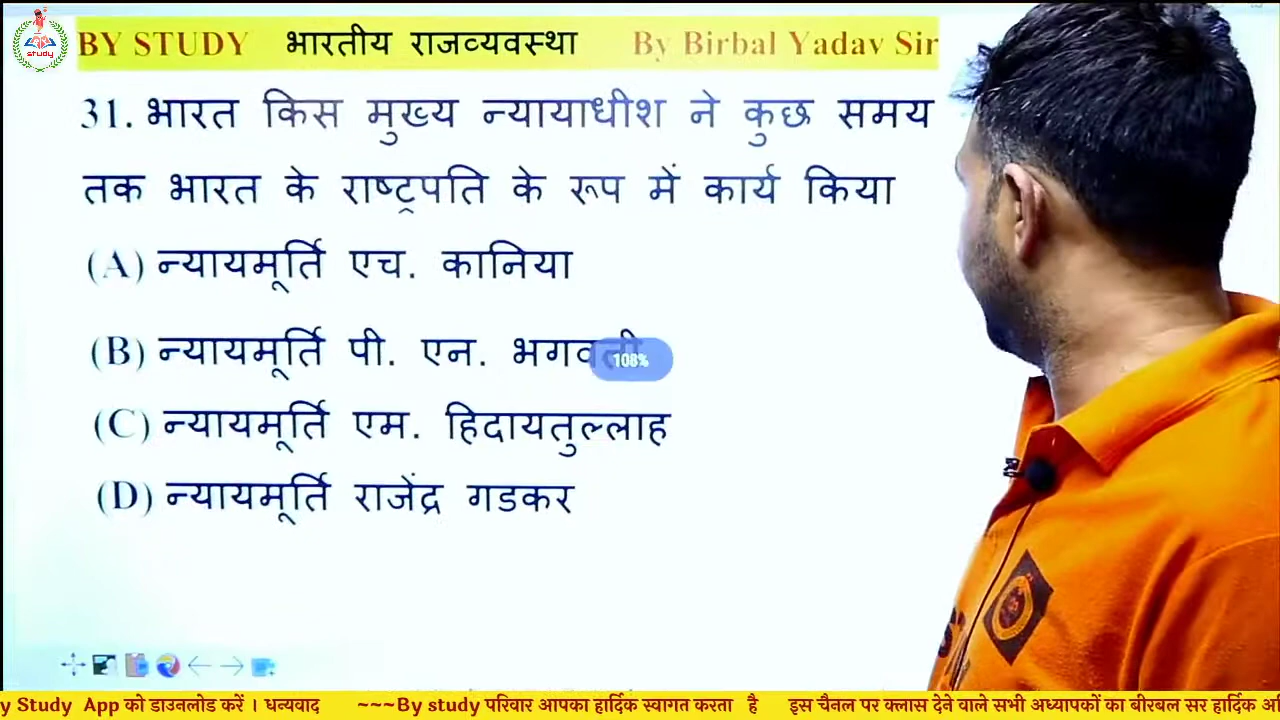 study
BY STUDY भारतीय राजव्यवस्था By Birbal Yadav Sir
31. भारत किस मुख्य न्यायाधीश ने कुछ समय
तक भारत के राष्ट्रपति के रूप में कार्य किया
(A) न्यायमूर्ति एच. कानिया
(B) न्यायमूर्ति पी. एन. भगवती
108%
(C) न्यायमूर्ति एम. हिदायतुल्लाह
(D) न्यायमूर्ति राजेंद्र गडकर
y Study App को डाउनलोड करें । धन्यवाद ~~~By study परिवार आपका हार्दिक स्वागत करता है इस चैनल पर क्लास देने वाले सभी अध्यापकों का बीरबल सर हार्दिक